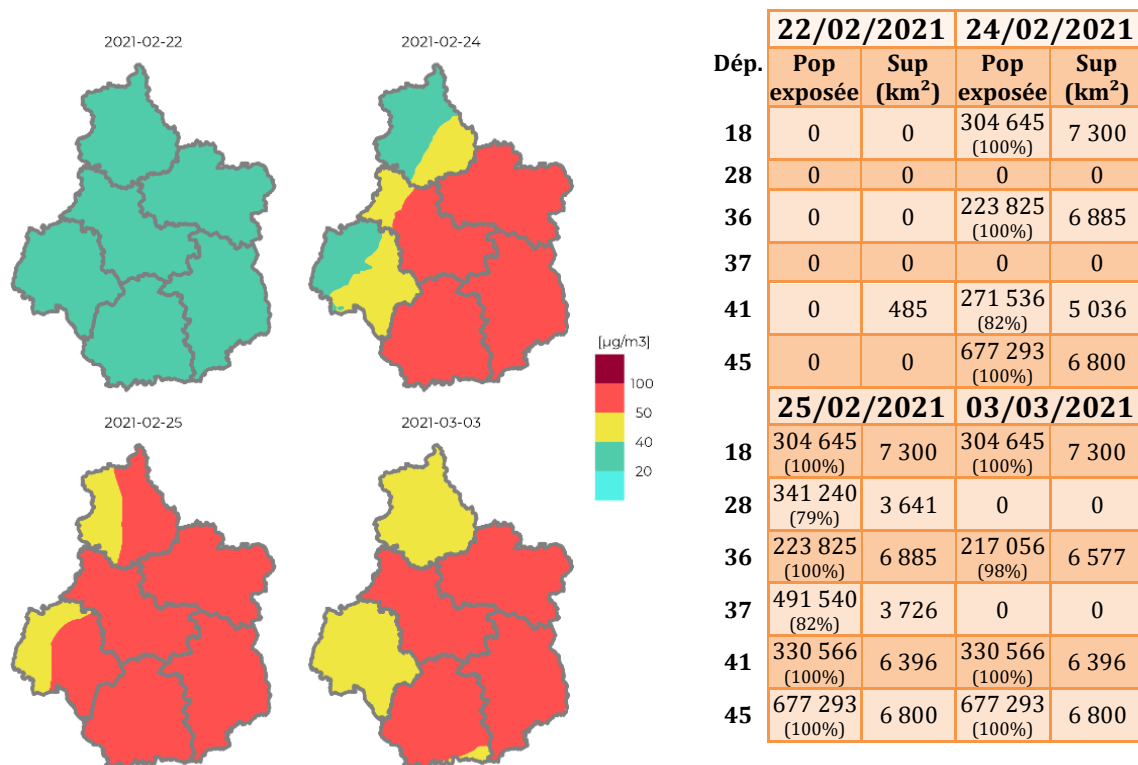 2021-02-22
2021-02-24
[µg/m3]
100
50
40
20
2021-02-25
2021-03-03
22/02/2021 24/02/2021
Dép. Pop exposée Sup (km²) Pop exposée Sup (km²)
18 0 0 304 645 (100%) 7 300
28 0 0 0 0
36 0 0 223 825 (100%) 6 885
37 0 0 0 0
41 0 485 271 536 (82%) 5 036
45 0 0 677 293 (100%) 6 800
25/02/2021 03/03/2021
18 304 645 (100%) 7 300 304 645 (100%) 7 300
28 341 240 (79%) 3 641 0 0
36 223 825 (100%) 6 885 217 056 (98%) 6 577
37 491 540 (82%) 3 726 0 0
41 330 566 (100%) 6 396 330 566 (100%) 6 396
45 677 293 (100%) 6 800 677 293 (100%) 6 800